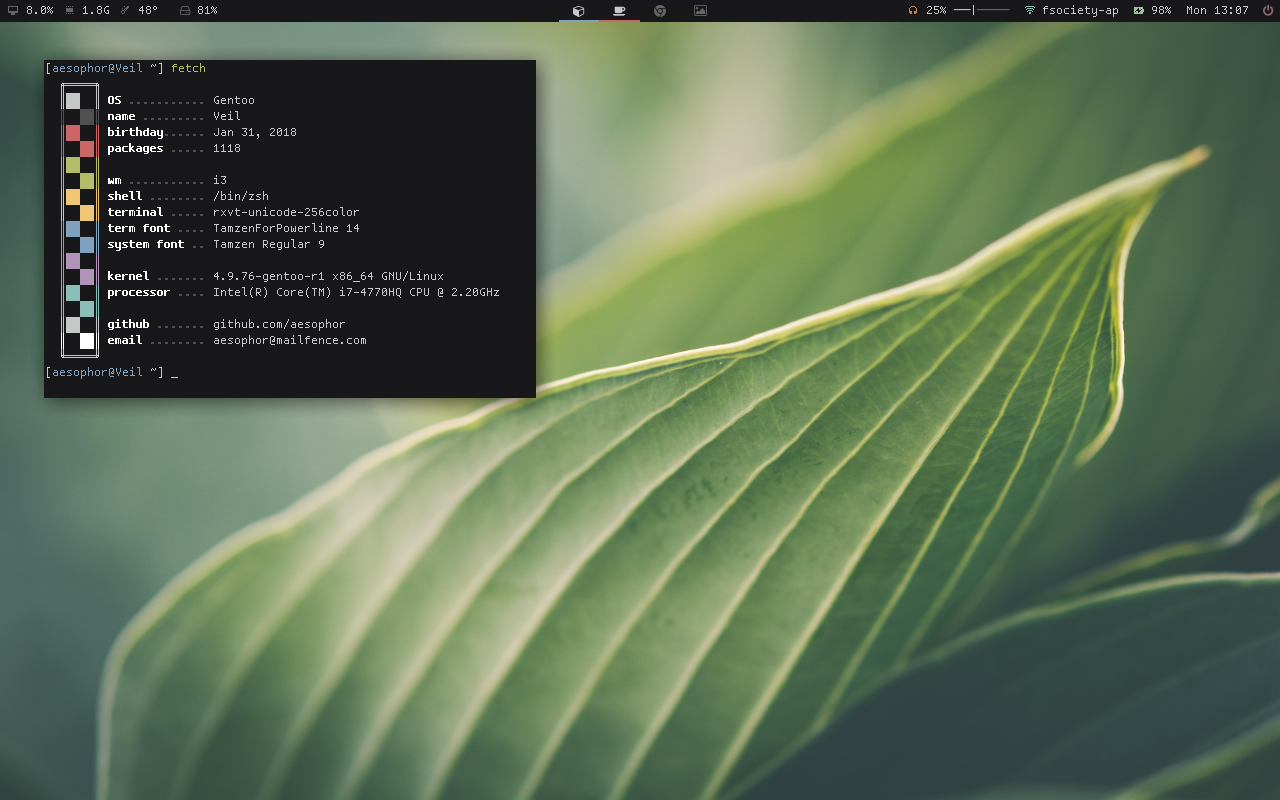 8.0% 1.8G 48° 81% 25% fsociety-ap 98% Mon 13:07
[aesophor@Veil ~] fetch
OS ........... Gentoo
name ......... Veil
birthday...... Jan 31, 2018
packages ..... 1118
wm ........... i3
shell ........ /bin/zsh
terminal ..... rxvt-unicode-256color
term font .... TamzenForPowerline 14
system font .. Tamzen Regular 9
kernel ....... 4.9.76-gentoo-r1 x86_64 GNU/Linux
processor .... Intel(R) Core(TM) i7-4770HQ CPU @ 2.20GHz
github ....... github.com/aesophor
email ........ aesophor@mailfence.com
[aesophor@Veil ~] _